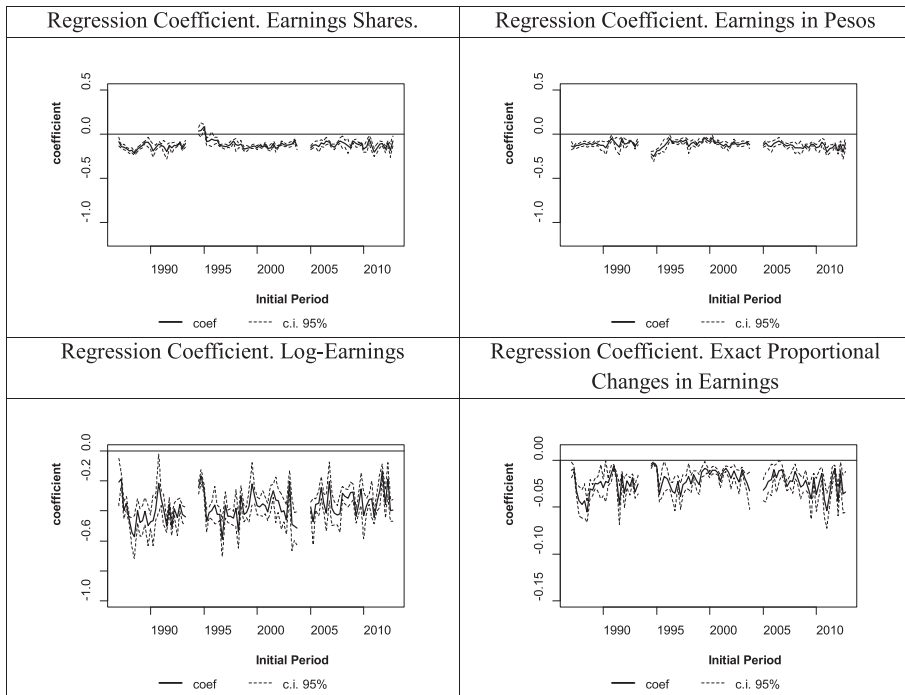 Regression Coefficient. Earnings Shares.
Regression Coefficient. Earnings in Pesos
coefficient
0.5
0.0
-0.5
-1.0
1990 1995 2000 2005 2010
Initial Period
coef c.i. 95%
coefficient
0.5
0.0
-0.5
-1.0
1990 1995 2000 2005 2010
Initial Period
coef c.i. 95%
Regression Coefficient. Log-Earnings
Regression Coefficient. Exact Proportional
Changes in Earnings
coefficient
0.0
-0.2
-0.6
-1.0
1990 1995 2000 2005 2010
Initial Period
coef c.i. 95%
coefficient
0.00
-0.05
-0.10
-0.15
1990 1995 2000 2005 2010
Initial Period
coef c.i. 95%